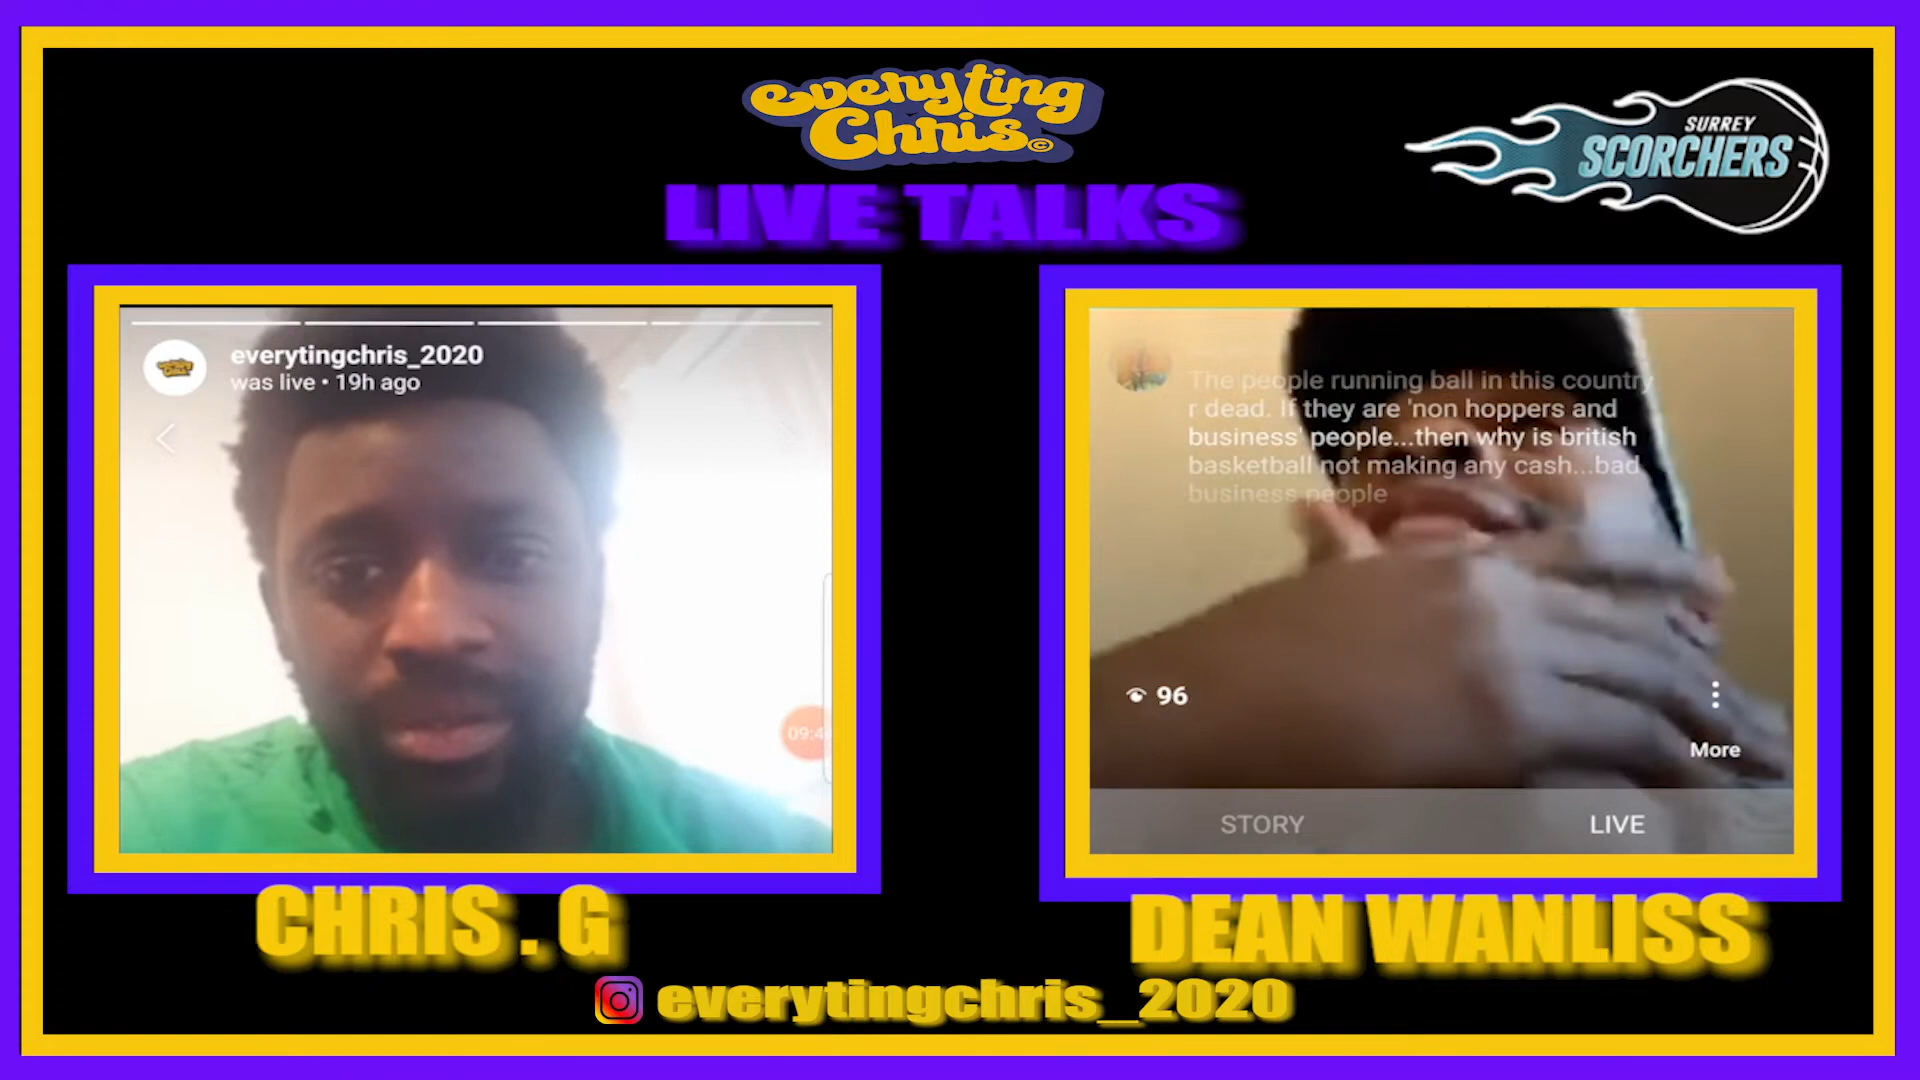 everyting
Chris ©
SURREY
SCORCHERS
LIVE TALKS
everytingchris_2020
was live • 19h ago
The people running ball in this country
r dead. If they are 'non hoppers and
business' people...then why is british
basketball not making any cash...bad
business people
96
09:4
More
STORY
LIVE
CHRIS . G
DEAN WANLISS
everytingchris_2020